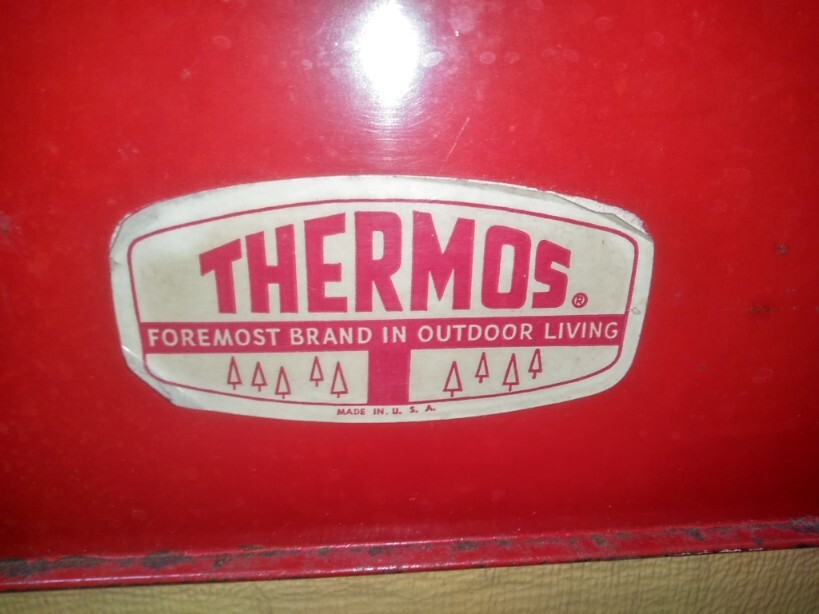 THERMOS®
FOREMOST BRAND IN OUTDOOR LIVING
MADE IN U. S. A.